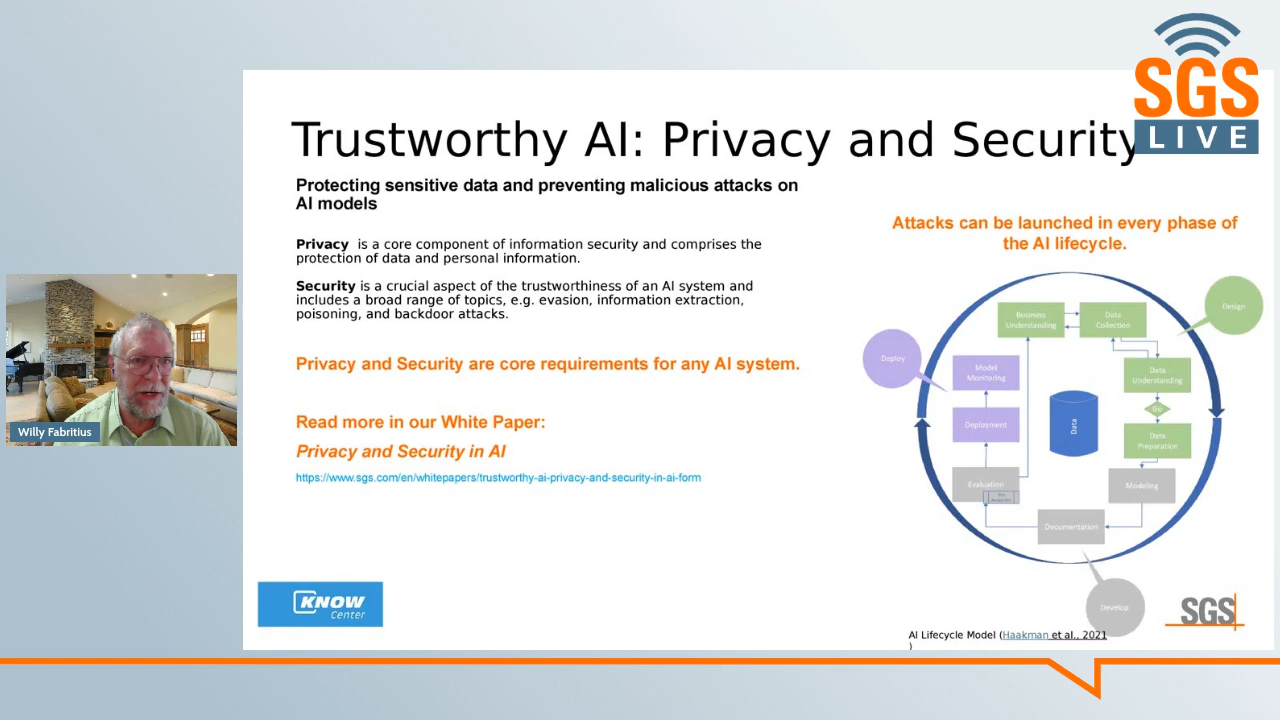 SGS
LIVE
Trustworthy AI: Privacy and Security
Protecting sensitive data and preventing malicious attacks on
AI models
Privacy is a core component of information security and comprises the
protection of data and personal information.
Security is a crucial aspect of the trustworthiness of an AI system and
includes a broad range of topics, e.g. evasion, information extraction,
poisoning, and backdoor attacks.
Privacy and Security are core requirements for any AI system.
Read more in our White Paper:
Privacy and Security in AI
https://www.sgs.com/en/whitepapers/trustworthy-ai-privacy-and-security-in-ai-form
Attacks can be launched in every phase of
the AI lifecycle.
Design
Business
Understanding
Data
Collection
Deploy
Model
Monitoring
Data
Understanding
Go
Deployment
Data
Data
Preparation
Evaluation
Modeling
Documentation
Develop
AI Lifecycle Model (Haakman et al., 2021
)
KNOW
Center
SGS
Willy Fabritius